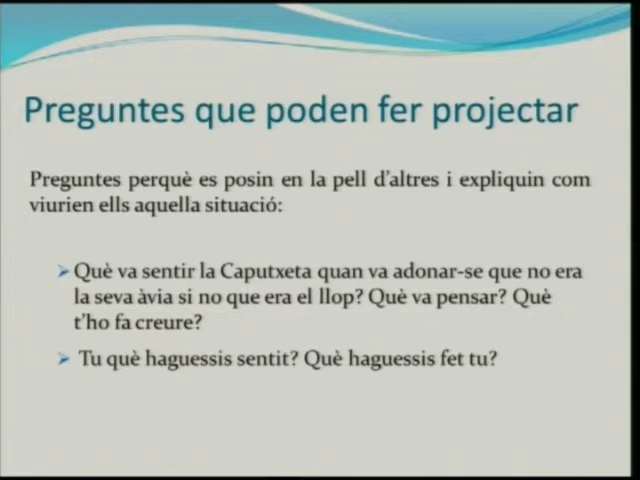 Preguntes que poden fer projectar
Preguntes perquè es posin en la pell d'altres i expliquin com
viurien ells aquella situació:
Què va sentir la Caputxeta quan va adonar-se que no era
la seva àvia si no que era el llop? Què va pensar? Què
t'ho fa creure?
Tu què haguessis sentit? Què haguessis fet tu?